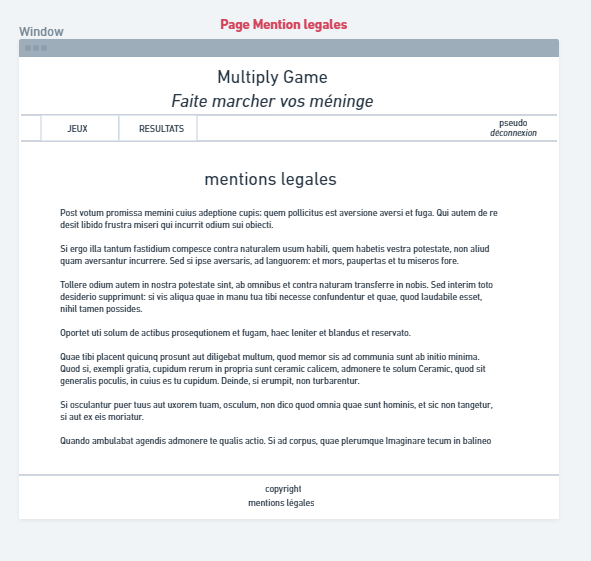 Page Mention legales
Window
Multiply Game
Faite marcher vos méninge
JEUX
RESULTATS
pseudo
déconnexion
mentions legales
Post votum promissa memini cuius adeptione cupis; quem pollicitus est aversione aversi et fuga. Qui autem de re
desit libido frustra miseri qui incurrit odium sui obiecti.
Si ergo illa tantum fastidium compesce contra naturalem usum habili, quem habetis vestra potestate, non aliud
quam aversantur incurrere. Sed si ipse aversaris, ad languorem: et mors, paupertas et tu miseros fore.
Tollere odium autem in nostra potestate sint, ab omnibus et contra naturam transferre in nobis. Sed interim toto
desiderio supprimunt: si vis aliqua quae in manu tua tibi necesse confundentur et quae, quod laudabile esset,
nihil tamen possides.
Oportet uti solum de actibus prosequtionem et fugam, haec leniter et blandus et reservato.
Quae tibi placent quicunq prosunt aut diligebat multum, quod memor sis ad communia sunt ab initio minima.
Quod si, exempli gratia, cupidum rerum in propria sunt ceramic calicem, admonere te solum Ceramic, quod sit
generalis poculis, in cuius es tu cupidum. Deinde, si erumpit, non turbarentur.
Si osculantur puer tuus aut uxorem tuam, osculum, non dico quod omnia quae sunt hominis, et sic non tangetur,
si aut ex eis moriatur.
Quando ambulabat agendis admonere te qualis actio. Si ad corpus, quae plerumque Imaginare tecum in balineo
copyright
mentions légales